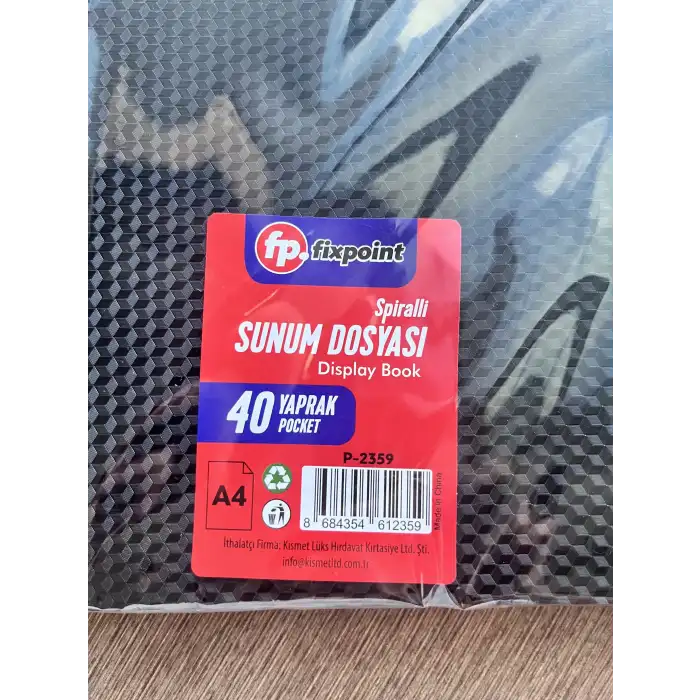 fp. fixpoint
Spiralli
SUNUM DOSYASI
Display Book
40 YAPRAK
POCKET
P-2359
A4
8 684354 612359
Made in China
İthalatçı Firma, Kısmet Lüks Hırdavat Kırtasiye Ltd. Şti.
info@kismetltd.com.tr